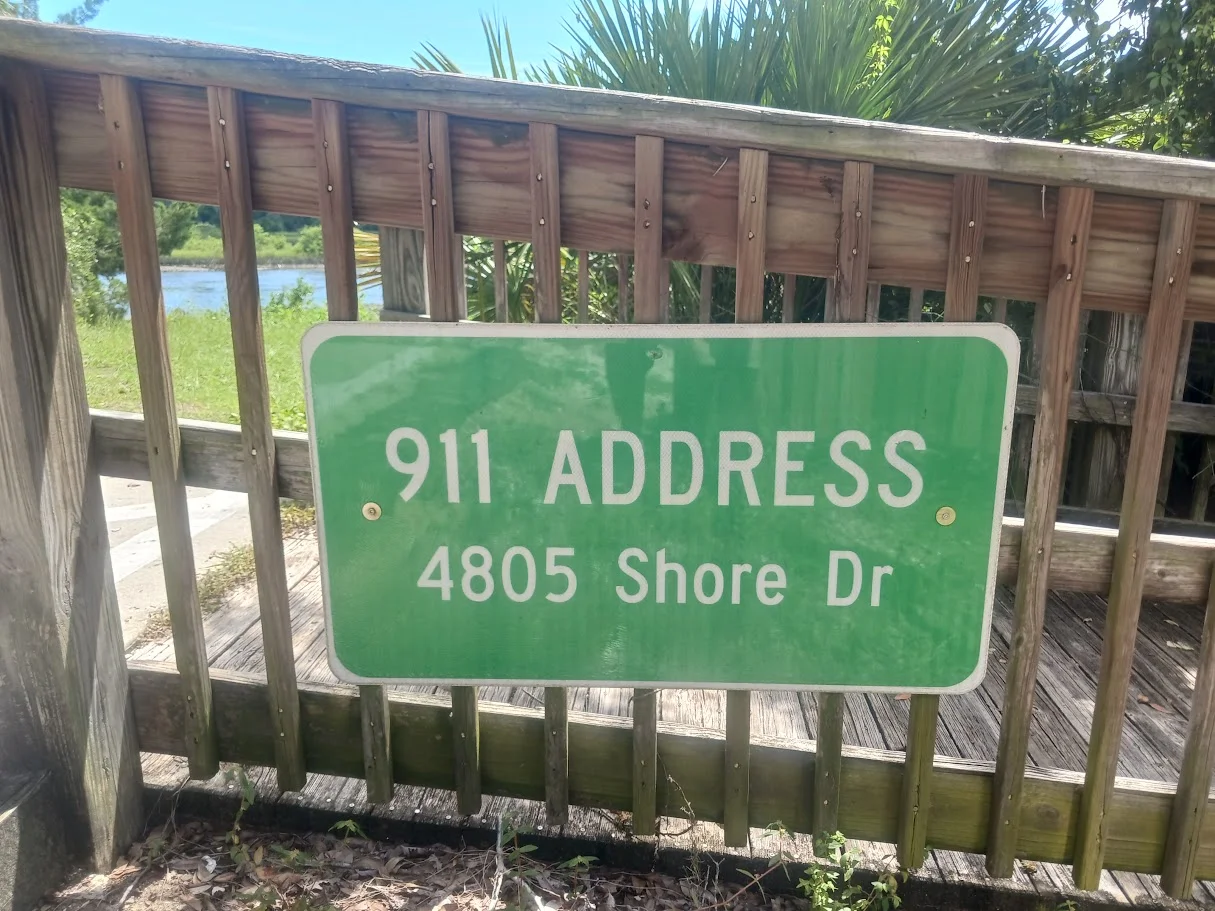 911 ADDRESS
4805 Shore Dr